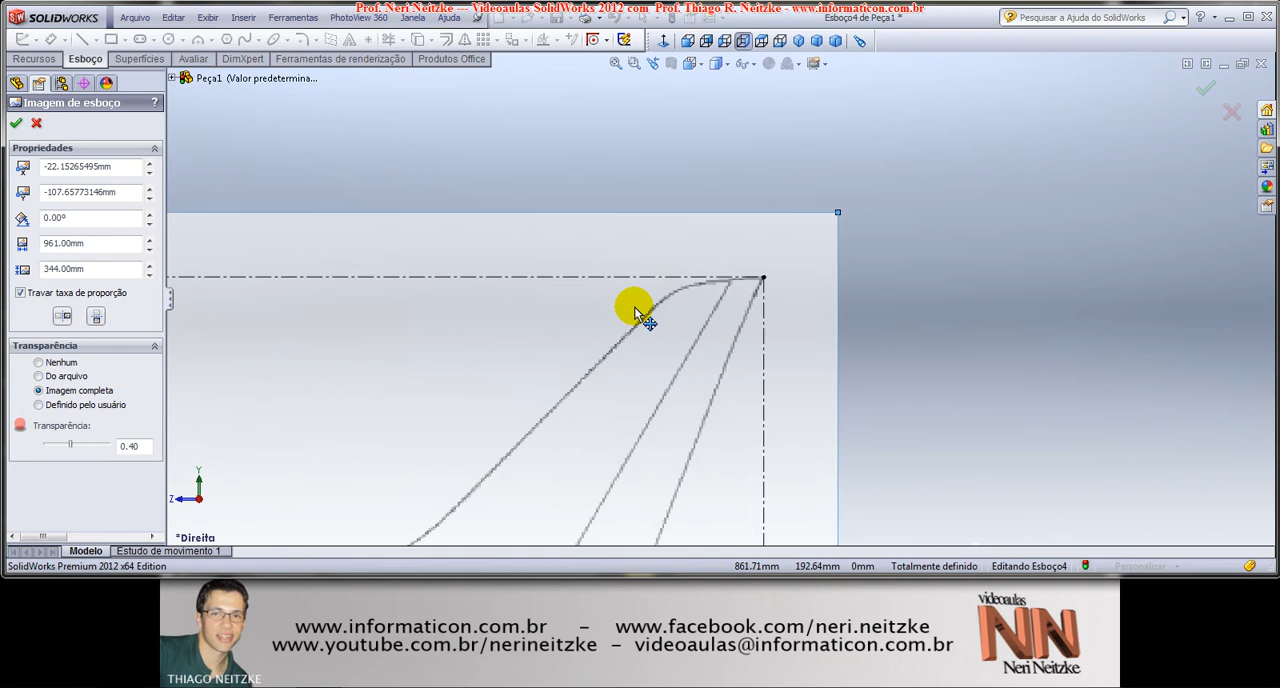 Prof. Neri Neitzke --- Videoaulas SolidWorks 2012 com Prof. Thiago R. Neitzke - www.informaticon.com.br
SOLIDWORKS
Arquivo Editar Exibir Inserir Ferramentas PhotoView 360 Toolbox Janela Ajuda
Esboço4 de Peça1 *
Pesquisar a Ajuda do SolidWorks
Recursos Esboço Superfícies Avaliar DimXpert Ferramentas de renderização Produtos Office
Peça1 (Valor predetermina...
Imagem de esboço ?
Propriedades
-22.15265495mm
-107.65773146mm
0.00º
961.00mm
344.00mm
Travar taxa de proporção
Transparência
Nenhum
Do arquivo
Imagem completa
Definido pelo usuário
Transparência:
0.40
Y
Z
*Direita
Modelo Estudo de movimento 1
SolidWorks Premium 2012 x64 Edition 861.71mm 192.64mm 0mm Totalmente definido Editando Esboço4 Personalizar
www.informaticon.com.br - www.facebook.com/neri.neitzke
www.youtube.com.br/nerineitzke - videoaulas@informaticon.com.br
THIAGO NEITZKE
videoaulas
NN
Neri Neitzke